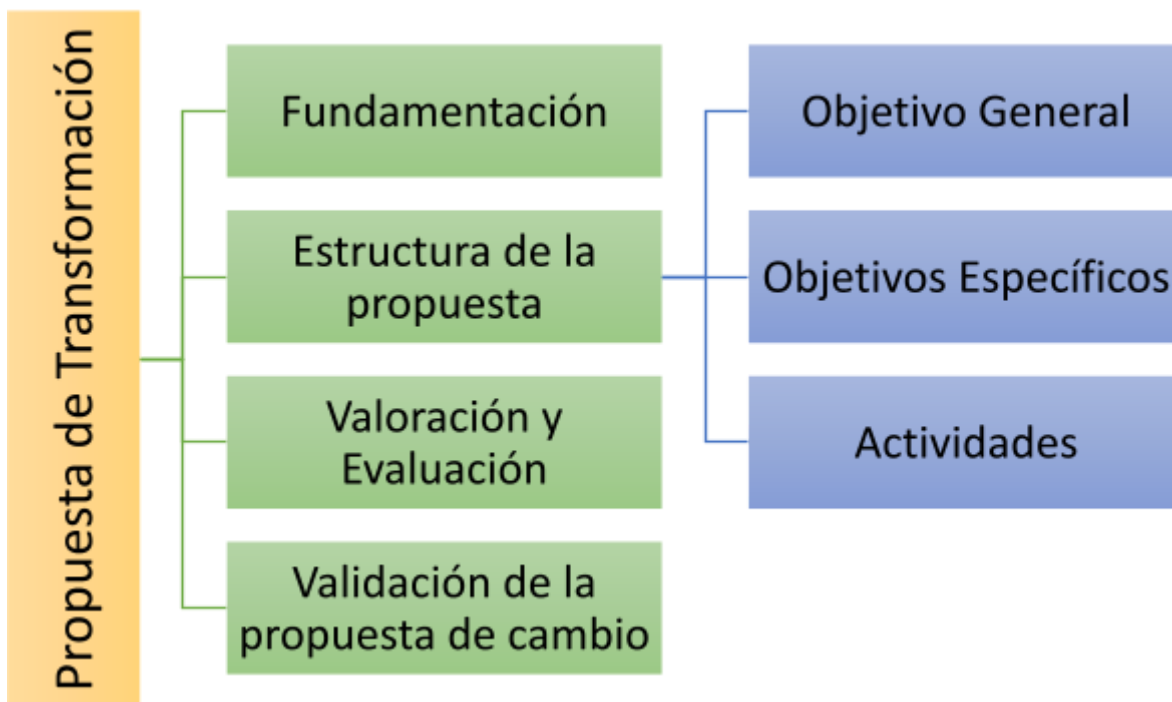 Propuesta de Transformación
Fundamentación
Estructura de la
propuesta
Valoración y
Evaluación
Validación de la
propuesta de cambio
Objetivo General
Objetivos Específicos
Actividades